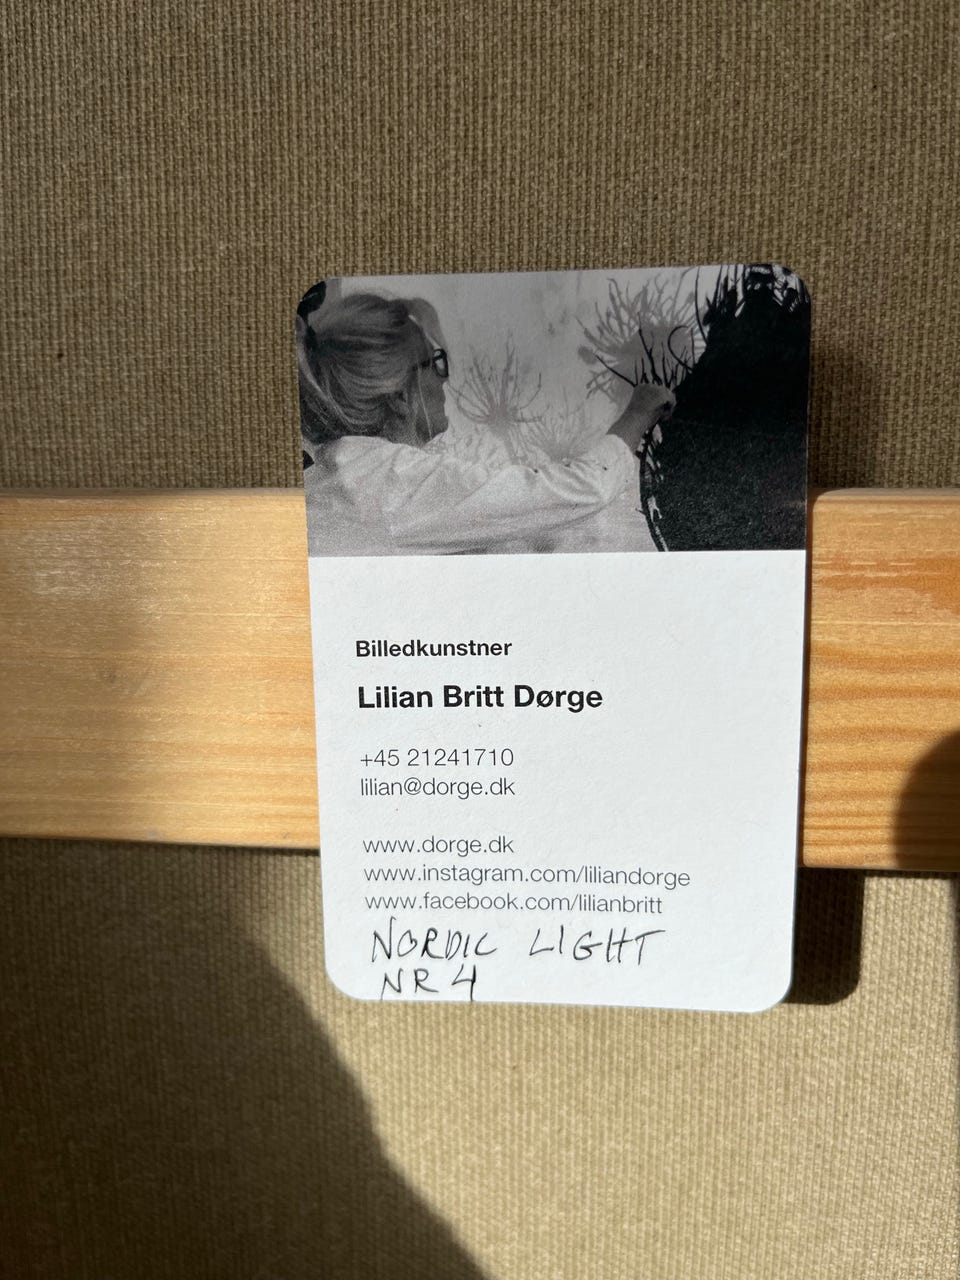 Billedkunstner
Lilian Britt Dørge
+45 21241710
lilian@dorge.dk
www.dorge.dk
www.instagram.com/liliandorge
www.facebook.com/lilianbritt
NORDIC LIGHT
NR 4